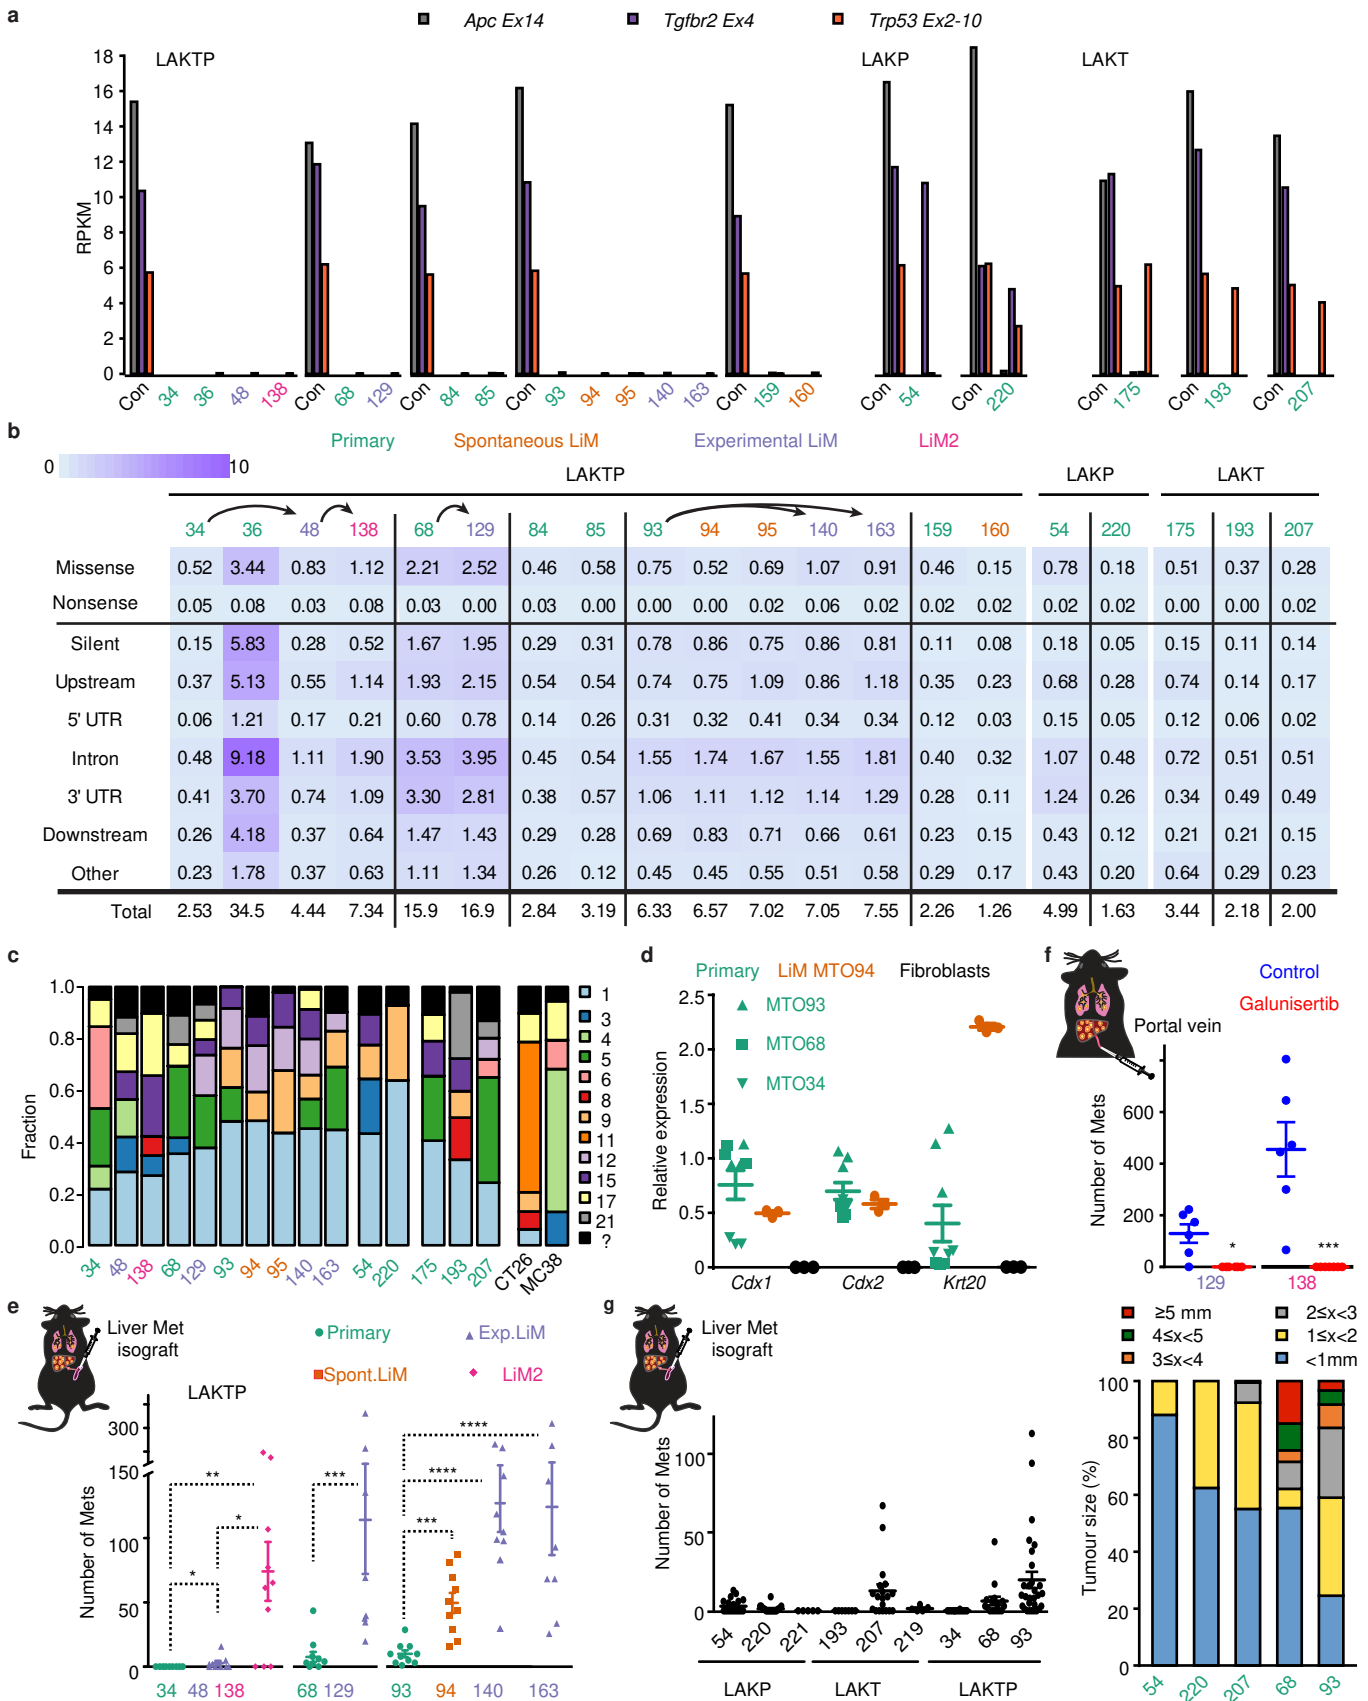 a
Apc Ex14 Tgfbr2 Ex4 Trp53 Ex2-10
LAKTP LAKP LAKT
18
16
14
12
10
8
6
4
2
0
RPKM
Con 34 36 48 138 Con 68 129 Con 84 85 Con 93 94 95 140 163 Con 159 160 Con 54 Con 220 Con 175 Con 193 Con 207
b
Primary Spontaneous LiM Experimental LiM LiM2
0 10
LAKTP LAKP LAKT
34 36 48 138 68 129 84 85 93 94 95 140 163 159 160 54 220 175 193 207
Missense 0.52 3.44 0.83 1.12 2.21 2.52 0.46 0.58 0.75 0.52 0.69 1.07 0.91 0.46 0.15 0.78 0.18 0.51 0.37 0.28
Nonsense 0.05 0.08 0.03 0.08 0.03 0.00 0.03 0.00 0.00 0.00 0.02 0.06 0.02 0.02 0.02 0.02 0.02 0.00 0.00 0.02
Silent 0.15 5.83 0.28 0.52 1.67 1.95 0.29 0.31 0.78 0.86 0.75 0.86 0.81 0.11 0.08 0.18 0.05 0.15 0.11 0.14
Upstream 0.37 5.13 0.55 1.14 1.93 2.15 0.54 0.54 0.74 0.75 1.09 0.86 1.18 0.35 0.23 0.68 0.28 0.74 0.14 0.17
5' UTR 0.06 1.21 0.17 0.21 0.60 0.78 0.14 0.26 0.31 0.32 0.41 0.34 0.34 0.12 0.03 0.15 0.05 0.12 0.06 0.02
Intron 0.48 9.18 1.11 1.90 3.53 3.95 0.45 0.54 1.55 1.74 1.67 1.55 1.81 0.40 0.32 1.07 0.48 0.72 0.51 0.51
3' UTR 0.41 3.70 0.74 1.09 3.30 2.81 0.38 0.57 1.06 1.11 1.12 1.14 1.29 0.28 0.11 1.24 0.26 0.34 0.49 0.49
Downstream 0.26 4.18 0.37 0.64 1.47 1.43 0.29 0.28 0.69 0.83 0.71 0.66 0.61 0.23 0.15 0.43 0.12 0.21 0.21 0.15
Other 0.23 1.78 0.37 0.63 1.11 1.34 0.26 0.12 0.45 0.45 0.55 0.51 0.58 0.29 0.17 0.43 0.20 0.64 0.29 0.23
Total 2.53 34.5 4.44 7.34 15.9 16.9 2.84 3.19 6.33 6.57 7.02 7.05 7.55 2.26 1.26 4.99 1.63 3.44 2.18 2.00
c
1.0
0.8
0.6
0.4
0.2
0.0
Fraction
34 48 138 68 129 93 94 95 140 163 54 220 175 193 207 CT26 MC38
1
3
4
5
6
8
9
11
12
15
17
21
?
d
Primary LiM MTO94 Fibroblasts
MTO93
MTO68
MTO34
2.5
2.0
1.5
1.0
0.5
0
Relative expression
Cdx1 Cdx2 Krt20
f
Control
Galunisertib
Portal vein
600
400
200
0
Number of Mets
* ***
129 138
e
Liver Met
isograft
Primary Exp.LiM
Spont.LiM LiM2
LAKTP
300
150
100
50
0
Number of Mets
** * * *** **** **** ***
34 48 138 68 129 93 94 140 163
g
Liver Met
isograft
100
50
0
Number of Mets
54 220 221 193 207 219 34 68 93
LAKP LAKT LAKTP
≥5 mm 2≤x<3
4≤x<5 1≤x<2
3≤x<4 <1mm
100
80
60
40
20
0
Tumour size (%)
54 220 207 68 93